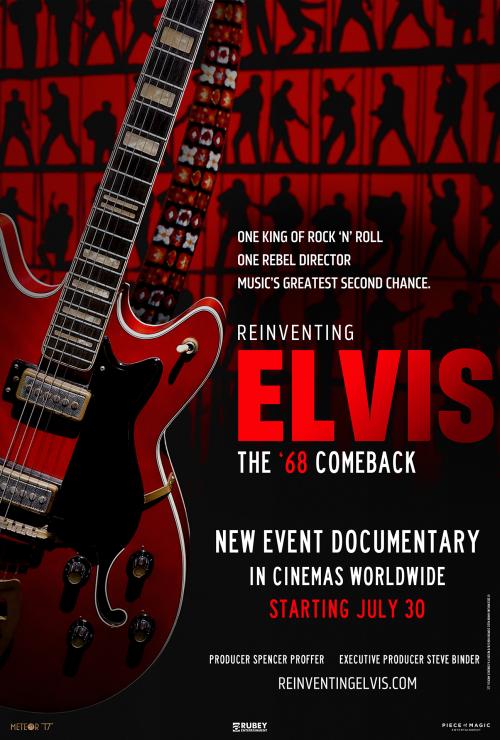 ONE KING OF ROCK 'N' ROLL
ONE REBEL DIRECTOR
MUSIC'S GREATEST SECOND CHANCE.
REINVENTING
ELVIS
THE '68 COMEBACK
NEW EVENT DOCUMENTARY
IN CINEMAS WORLDWIDE
STARTING JULY 30
PRODUCER SPENCER PROFFER EXECUTIVE PRODUCER STEVE BINDER
REINVENTINGELVIS.COM
METEOR 17
RUBEY
ENTERTAINMENT
PIECE OF MAGIC
ENTERTAINMENT